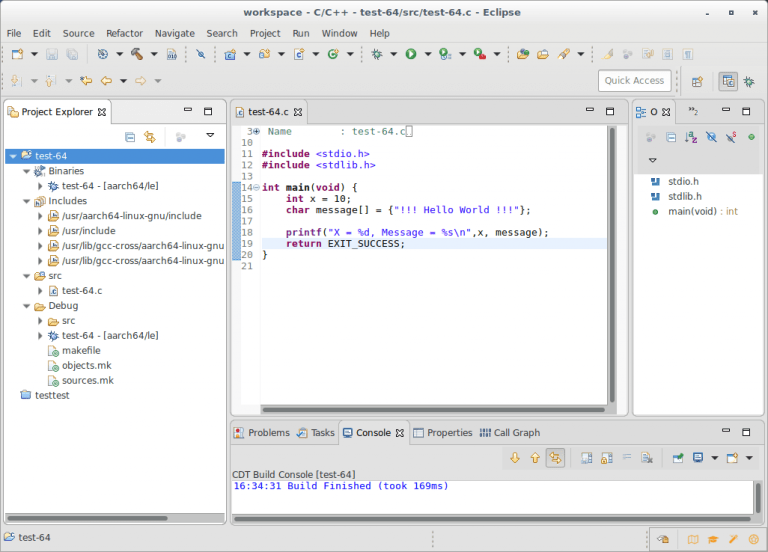 workspace - C/C++ - test-64/src/test-64.c - Eclipse
File Edit Source Refactor Navigate Search Project Run Window Help
Quick Access
Project Explorer
test-64
Binaries
test-64 - [aarch64/le]
Includes
/usr/aarch64-linux-gnu/include
/usr/include
/usr/lib/gcc-cross/aarch64-linux-gnu
/usr/lib/gcc-cross/aarch64-linux-gnu
src
test-64.c
Debug
src
test-64 - [aarch64/le]
makefile
objects.mk
sources.mk
testtest
test-64.c
3 Name : test-64.c
10
11 #include <stdio.h>
12 #include <stdlib.h>
13
14 int main(void) {
15 int x = 10;
16 char message[] = {"!!! Hello World !!!"};
17
18 printf("X = %d, Message = %s\n",x, message);
19 return EXIT_SUCCESS;
20 }
21
O
»2
stdio.h
stdlib.h
main(void) : int
Problems Tasks Console Properties Call Graph
CDT Build Console [test-64]
16:34:31 Build Finished (took 169ms)
test-64